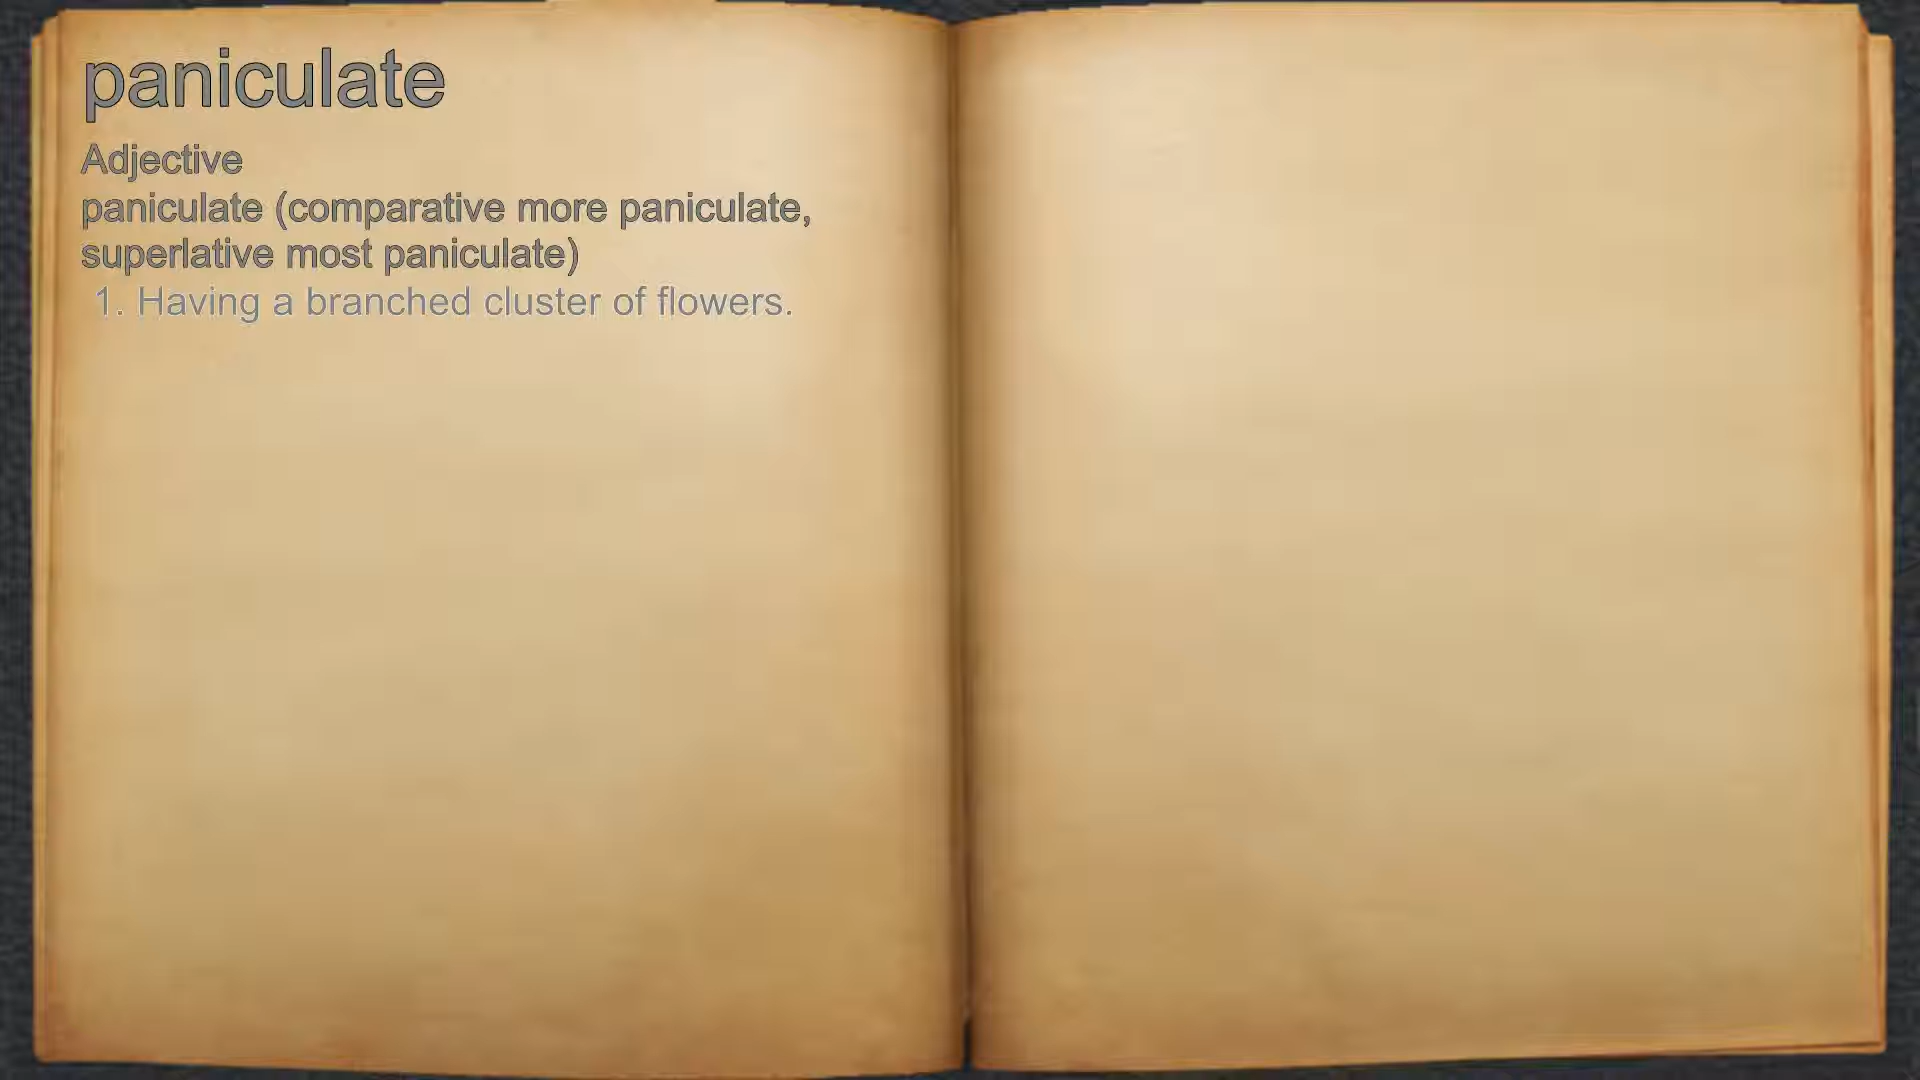 paniculate
Adjective
paniculate (comparative more paniculate,
superlative most paniculate)
1. Having a branched cluster of flowers.